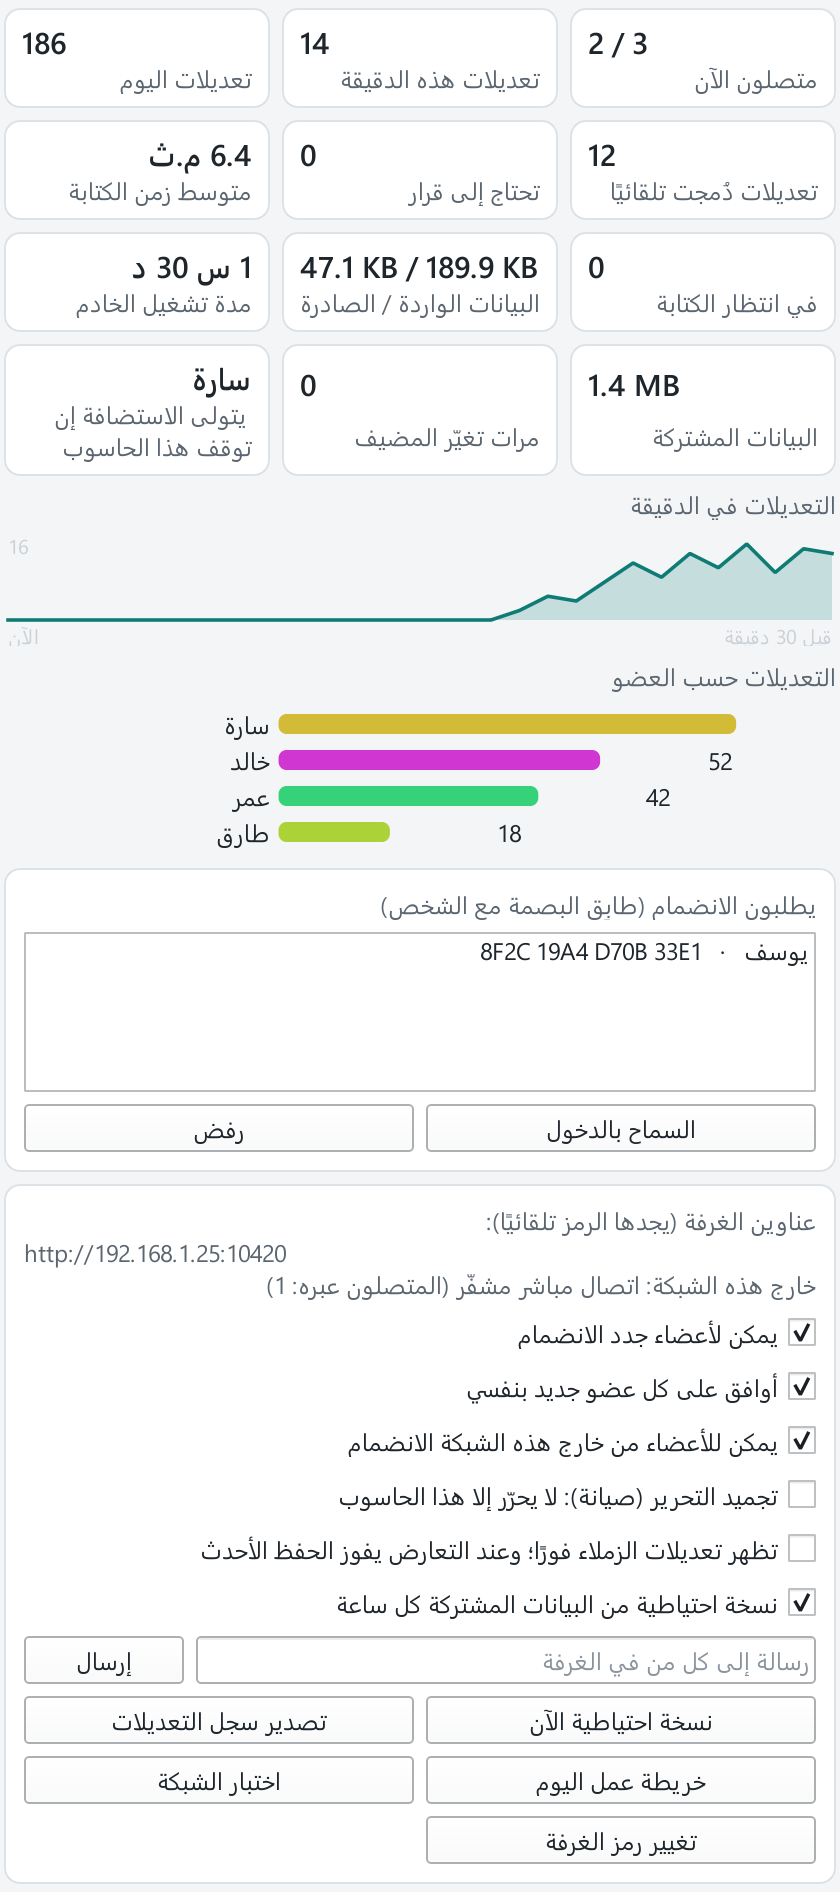 2 / 3
متصلون الآن
14
تعديلات هذه الدقيقة
186
تعديلات اليوم
12
تعديلات دُمجت تلقائيًا
0
تحتاج إلى قرار
6.4 م.ث
متوسط زمن الكتابة
0
في انتظار الكتابة
47.1 KB / 189.9 KB
البيانات الواردة / الصادرة
1 س 30 د
مدة تشغيل الخادم
1.4 MB
البيانات المشتركة
0
مرات تغيّر المضيف
سارة
يتولى الاستضافة إن
توقف هذا الحاسوب
التعديلات في الدقيقة
16
قبل 30 دقيقة
الآن
التعديلات حسب العضو
سارة
خالد 52
عمر 42
طارق 18
يطلبون الانضمام (طابق البصمة مع الشخص)
يوسف · 8F2C 19A4 D70B 33E1
السماح بالدخول
رفض
عناوين الغرفة (يجدها الرمز تلقائيًا):
http://192.168.1.25:10420
خارج هذه الشبكة: اتصال مباشر مشفّر (المتصلون عبره: 1)
يمكن لأعضاء جدد الانضمام
أوافق على كل عضو جديد بنفسي
يمكن للأعضاء من خارج هذه الشبكة الانضمام
تجميد التحرير (صيانة): لا يحرّر إلا هذا الحاسوب
تظهر تعديلات الزملاء فورًا؛ وعند التعارض يفوز الحفظ الأحدث
نسخة احتياطية من البيانات المشتركة كل ساعة
رسالة إلى كل من في الغرفة
إرسال
نسخة احتياطية الآن
تصدير سجل التعديلات
خريطة عمل اليوم
اختبار الشبكة
تغيير رمز الغرفة